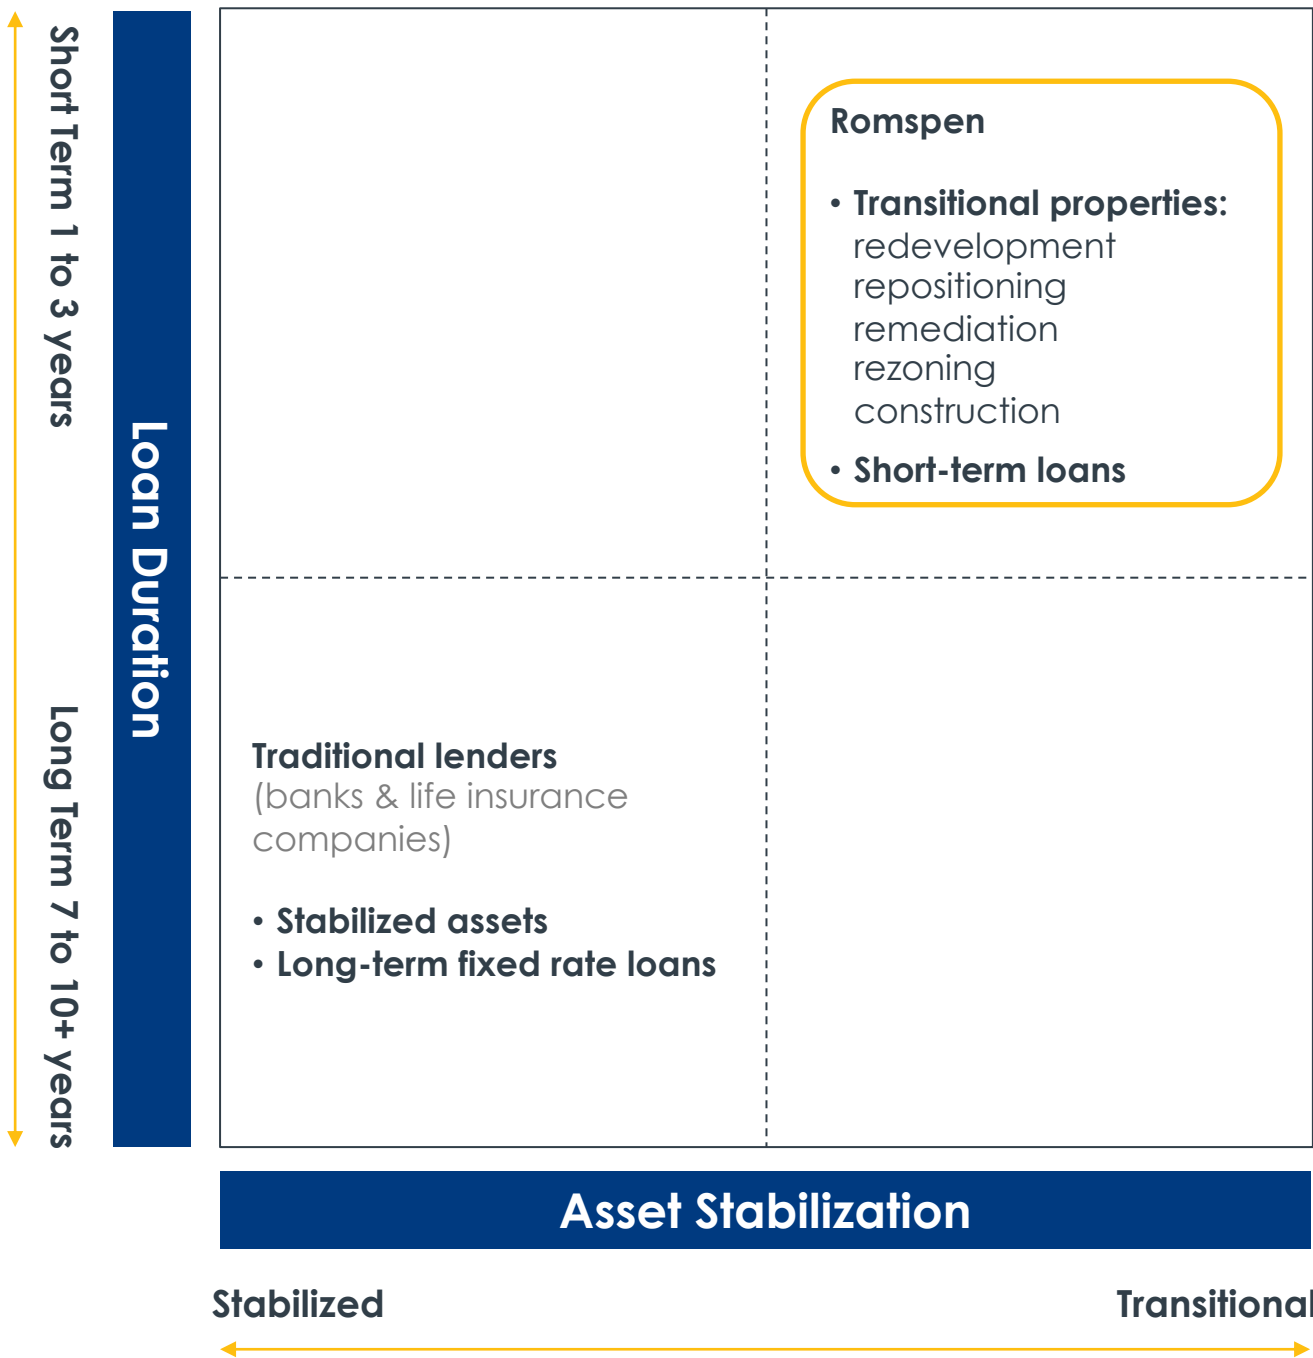 Short Term 1 to 3 years
Long Term 7 to 10+ years
Loan Duration
Romspen
• Transitional properties:
redevelopment
repositioning
remediation
rezoning
construction
• Short-term loans
Traditional lenders
(banks & life insurance
companies)
• Stabilized assets
• Long-term fixed rate loans
Asset Stabilization
Stabilized
Transitional